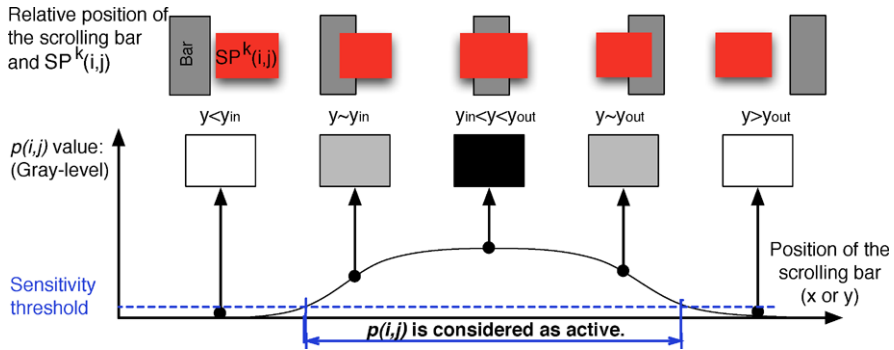 Relative position of
the scrolling bar
and SPᵏ(i,j)
Bar
SPᵏ(i,j)
y<yin
y~yin
yin<y<yout
y~yout
y>yout
p(i,j) value:
(Gray-level)
Position of the
scrolling bar
(x or y)
Sensitivity
threshold
p(i,j) is considered as active.